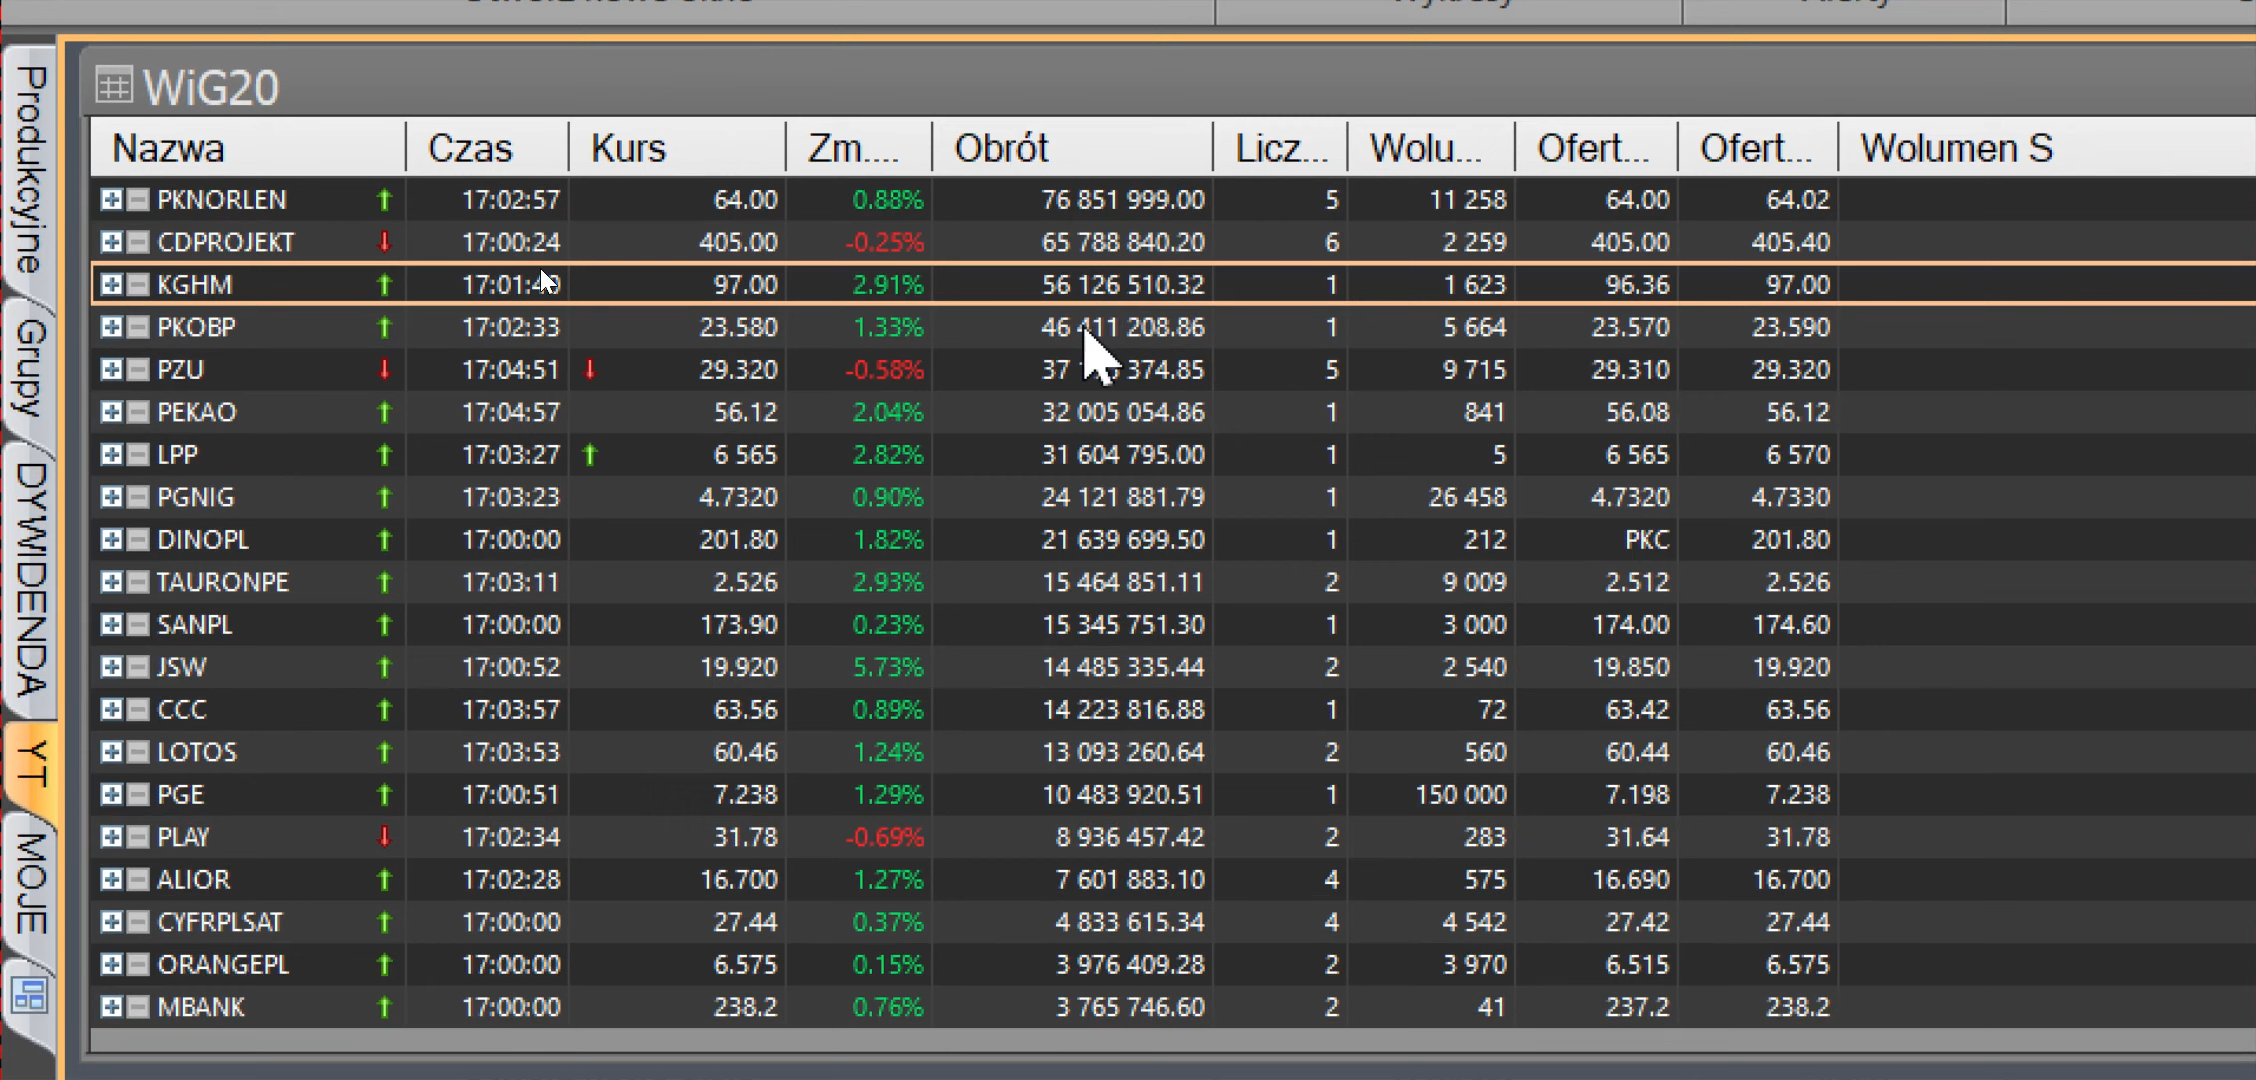 WiG20
Nazwa Czas Kurs Zm.... Obrót Licz... Wolu... Ofert... Ofert... Wolumen S
PKNORLEN 17:02:57 64.00 0.88% 76 851 999.00 5 11 258 64.00 64.02
CDPROJEKT 17:00:24 405.00 -0.25% 65 788 840.20 6 2 259 405.00 405.40
KGHM 97.00 2.91% 56 126 510.32 1 1 623 96.36 97.00
PKOBP 17:02:33 23.580 1.33% 46 411 208.86 1 5 664 23.570 23.590
PZU 17:04:51 29.320 -0.58% 37 374.85 5 9 715 29.310 29.320
PEKAO 17:04:57 56.12 2.04% 32 005 054.86 1 841 56.08 56.12
LPP 17:03:27 6 565 2.82% 31 604 795.00 1 5 6 565 6 570
PGNIG 17:03:23 4.7320 0.90% 24 121 881.79 1 26 458 4.7320 4.7330
DINOPL 17:00:00 201.80 1.82% 21 639 699.50 1 212 PKC 201.80
TAURONPE 17:03:11 2.526 2.93% 15 464 851.11 2 9 009 2.512 2.526
SANPL 17:00:00 173.90 0.23% 15 345 751.30 1 3 000 174.00 174.60
JSW 17:00:52 19.920 5.73% 14 485 335.44 2 2 540 19.850 19.920
CCC 17:03:57 63.56 0.89% 14 223 816.88 1 72 63.42 63.56
LOTOS 17:03:53 60.46 1.24% 13 093 260.64 2 560 60.44 60.46
PGE 17:00:51 7.238 1.29% 10 483 920.51 1 150 000 7.198 7.238
PLAY 17:02:34 31.78 -0.69% 8 936 457.42 2 283 31.64 31.78
ALIOR 17:02:28 16.700 1.27% 7 601 883.10 4 575 16.690 16.700
CYFRPLSAT 17:00:00 27.44 0.37% 4 833 615.34 4 4 542 27.42 27.44
ORANGEPL 17:00:00 6.575 0.15% 3 976 409.28 2 3 970 6.515 6.575
MBANK 17:00:00 238.2 0.76% 3 765 746.60 2 41 237.2 238.2
Produkcyjne
Grupy
DYWIDENDA
YT
MOJE